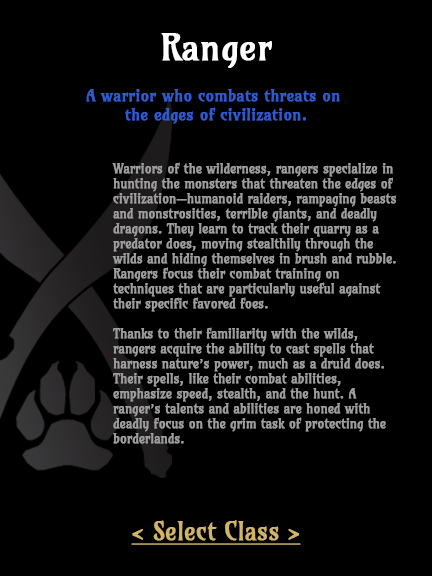 Ranger
A warrior who combats threats on
the edges of civilization.
Warriors of the wilderness, rangers specialize in
hunting the monsters that threaten the edges of
civilization—humanoid raiders, rampaging beasts
and monstrosities, terrible giants, and deadly
dragons. They learn to track their quarry as a
predator does, moving stealthily through the
wilds and hiding themselves in brush and rubble.
Rangers focus their combat training on
techniques that are particularly useful against
their specific favored foes.
Thanks to their familiarity with the wilds,
rangers acquire the ability to cast spells that
harness nature's power, much as a druid does.
Their spells, like their combat abilities,
emphasize speed, stealth, and the hunt. A
ranger's talents and abilities are honed with
deadly focus on the grim task of protecting the
borderlands.
< Select Class >